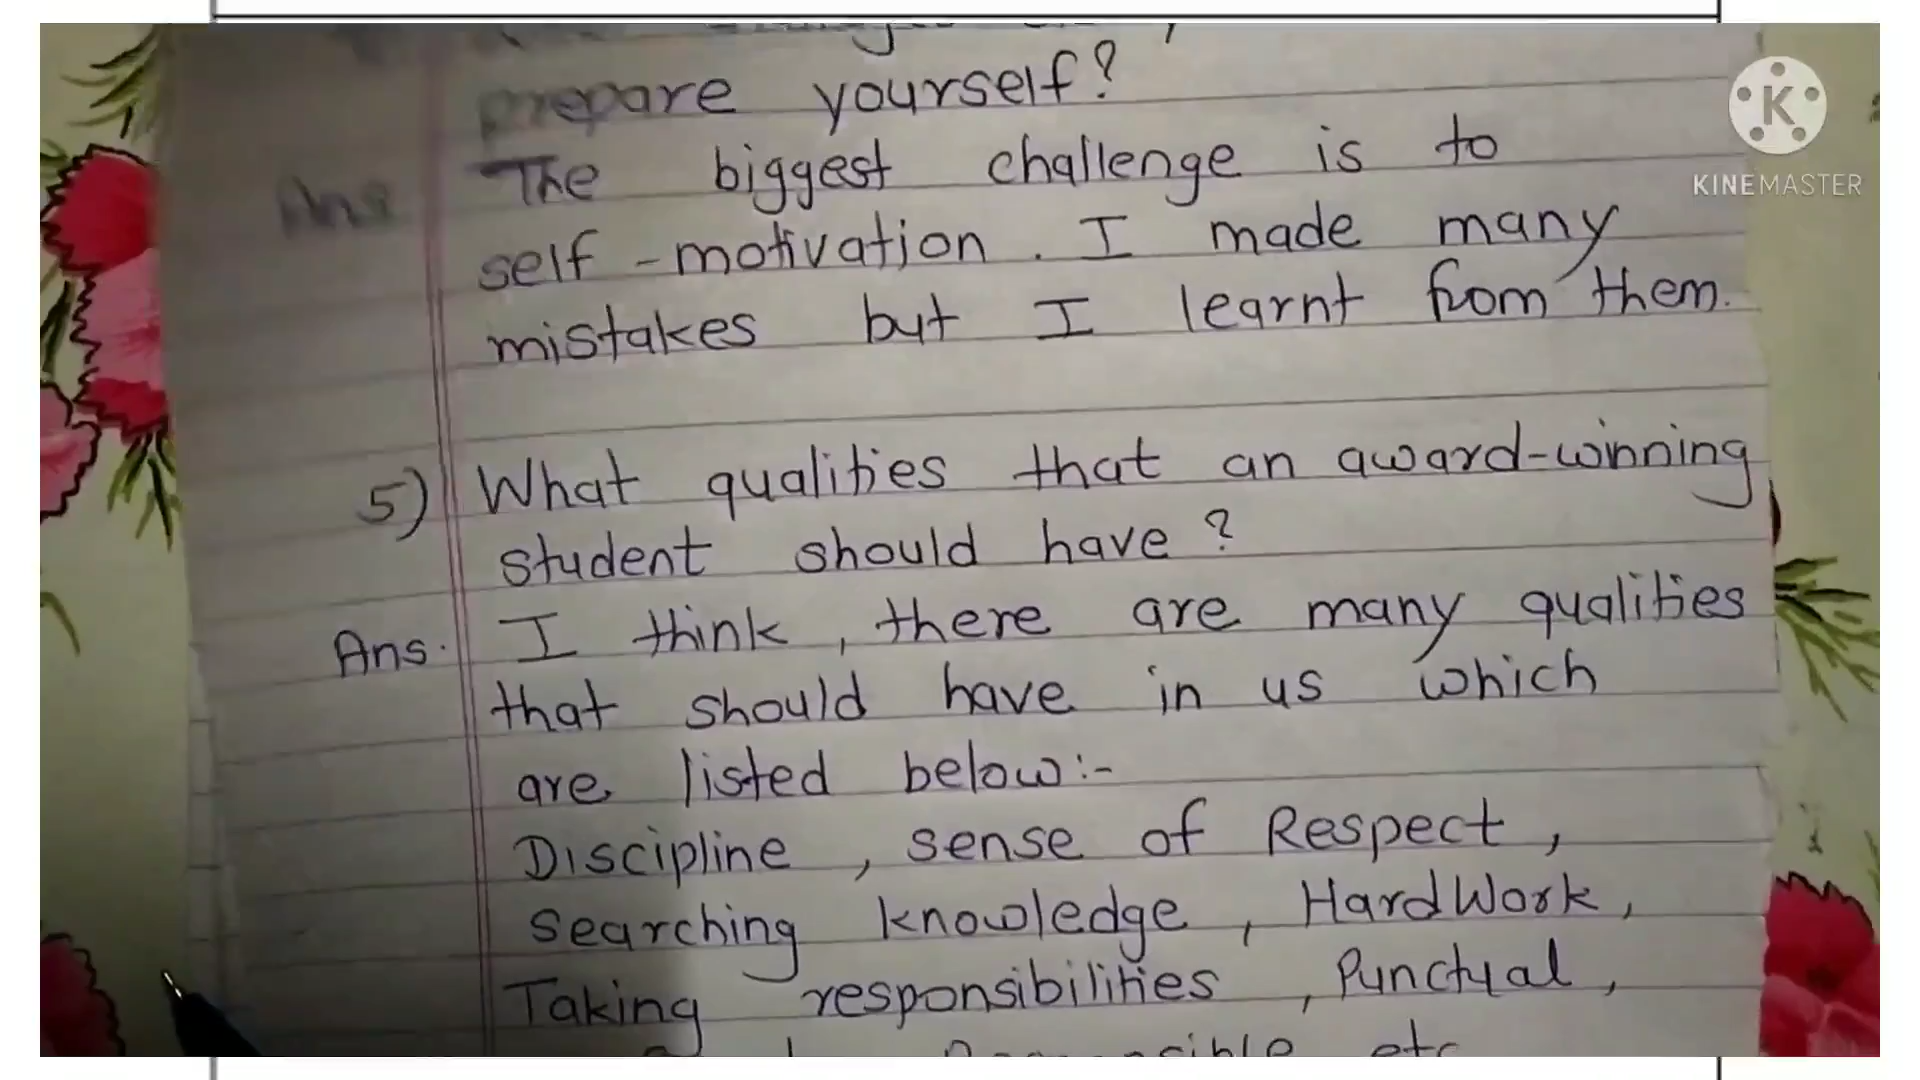 prepare yourself?
Ans The biggest challenge is to
self-motivation. I made many
mistakes but I learnt from them.
5) What qualities that an award-winning
student should have?
Ans. I think, there are many qualities
that should have in us which
are listed below:-
Discipline, sense of Respect,
Searching knowledge, HardWork,
Taking responsibilities, Punctual,
etc
KINEMASTER